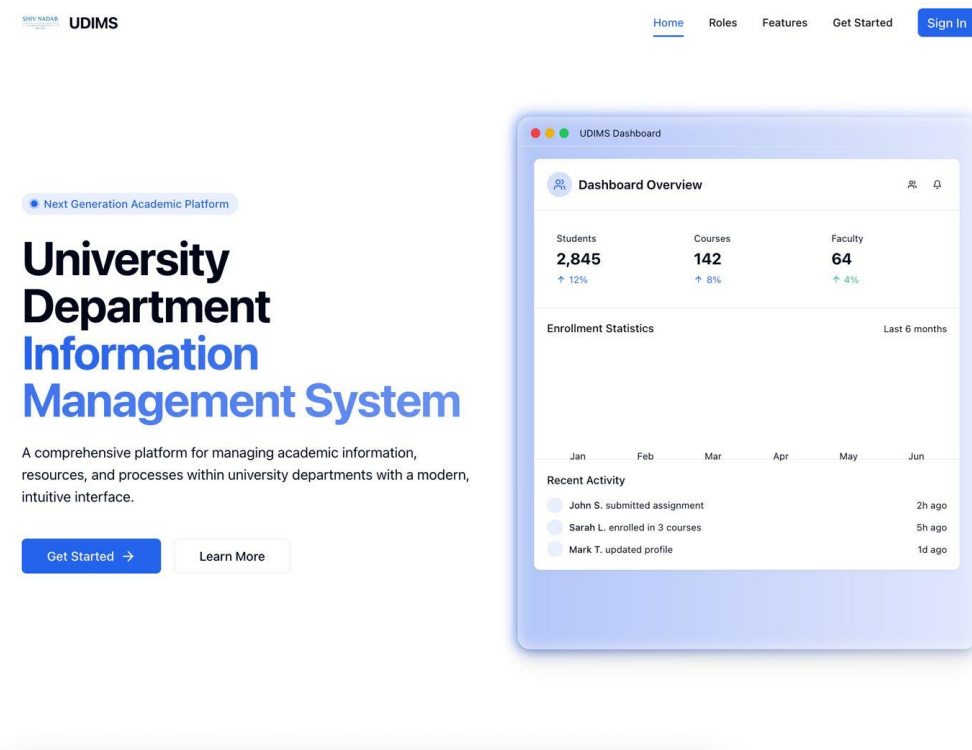 SHIV NADAR
UDIMS
Home Roles Features Get Started Sign In
Next Generation Academic Platform
University
Department
Information
Management System
A comprehensive platform for managing academic information,
resources, and processes within university departments with a modern,
intuitive interface.
Get Started → Learn More
UDIMS Dashboard
Dashboard Overview
Students Courses Faculty
2,845 142 64
↑ 12% ↑ 8% ↑ 4%
Enrollment Statistics Last 6 months
Jan Feb Mar Apr May Jun
Recent Activity
John S. submitted assignment 2h ago
Sarah L. enrolled in 3 courses 5h ago
Mark T. updated profile 1d ago